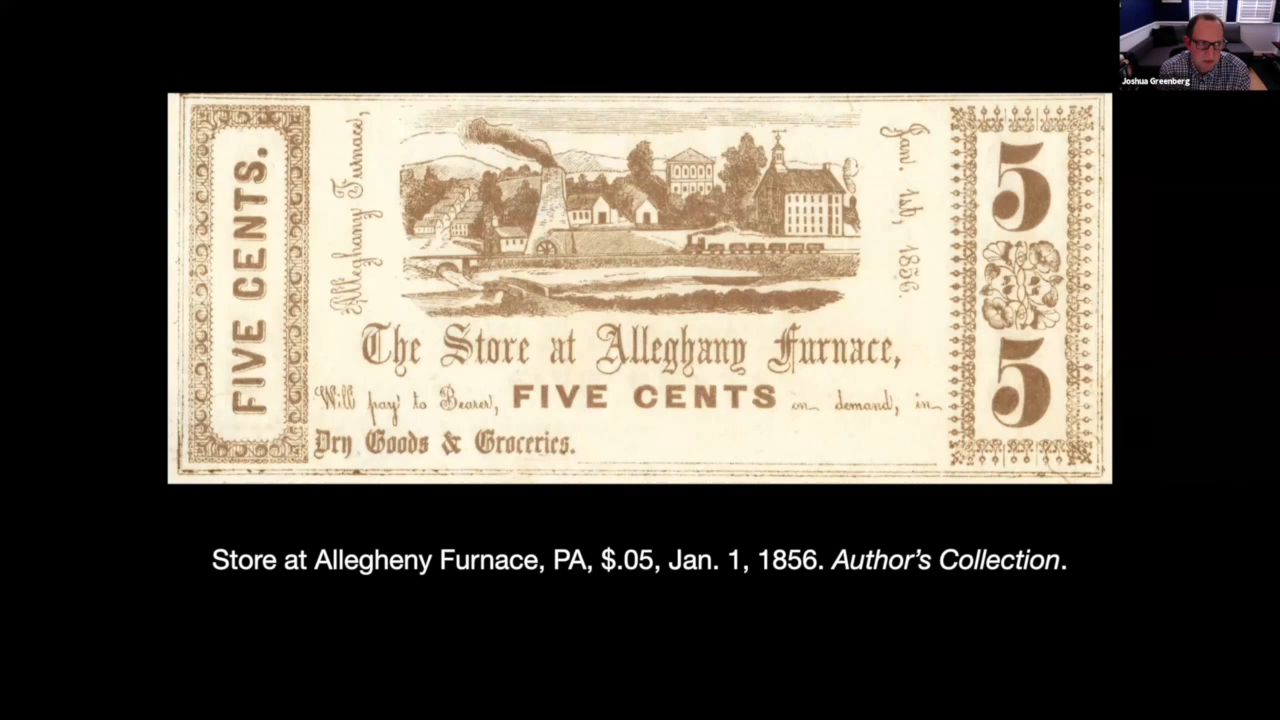 Joshua Greenberg
FIVE CENTS.
Alleghany Furnace,
Jan. 1st, 1856.
5
5
The Store at Alleghany Furnace,
Will pay to Bearer, FIVE CENTS on demand, in
Dry Goods & Groceries.
Store at Allegheny Furnace, PA, $.05, Jan. 1, 1856. Author's Collection.